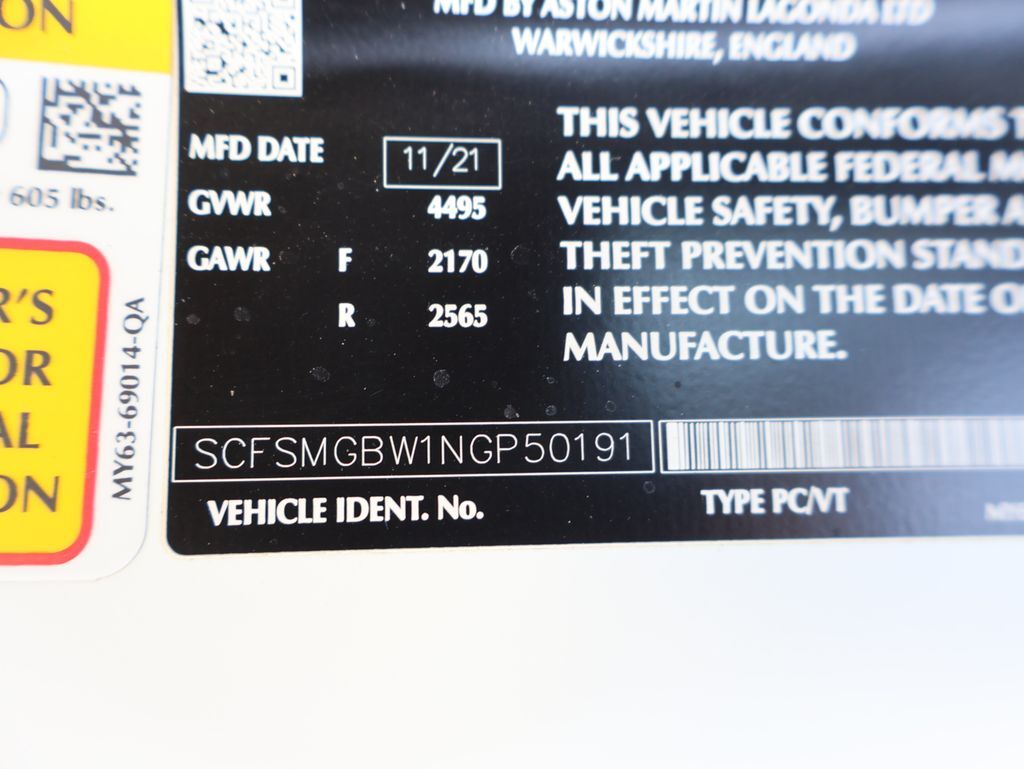 ON
605 lbs.
R'S
OR
AL
ON
MY63-69014-QA
MFD BY ASTON MARTIN LAGONDA LTD
WARWICKSHIRE, ENGLAND
MFD DATE 11/21
GVWR 4495
GAWR F 2170
R 2565
THIS VEHICLE CONFORMS T
ALL APPLICABLE FEDERAL M
VEHICLE SAFETY, BUMPER A
THEFT PREVENTION STAND
IN EFFECT ON THE DATE O
MANUFACTURE.
SCFSMGBW1NGP50191
VEHICLE IDENT. No.
TYPE PC/VT